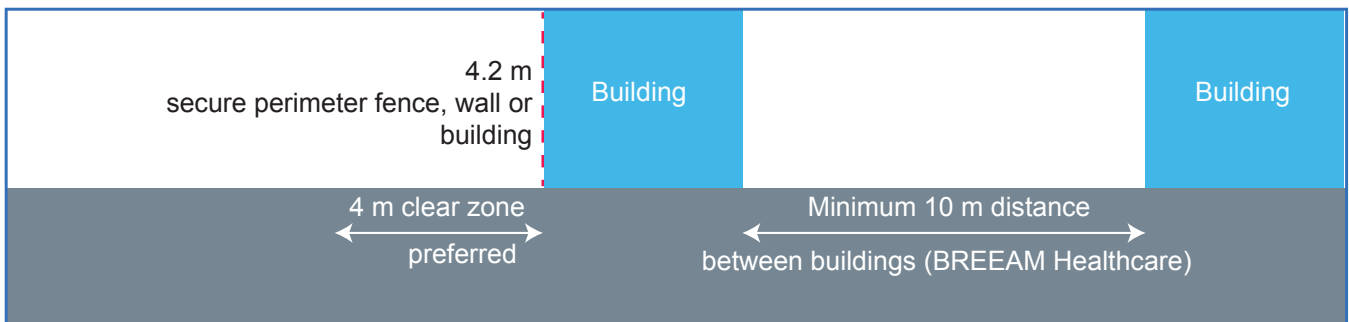 4.2 m
secure perimeter fence, wall or
building
Building
Building
4 m clear zone
preferred
Minimum 10 m distance
between buildings (BREEAM Healthcare)